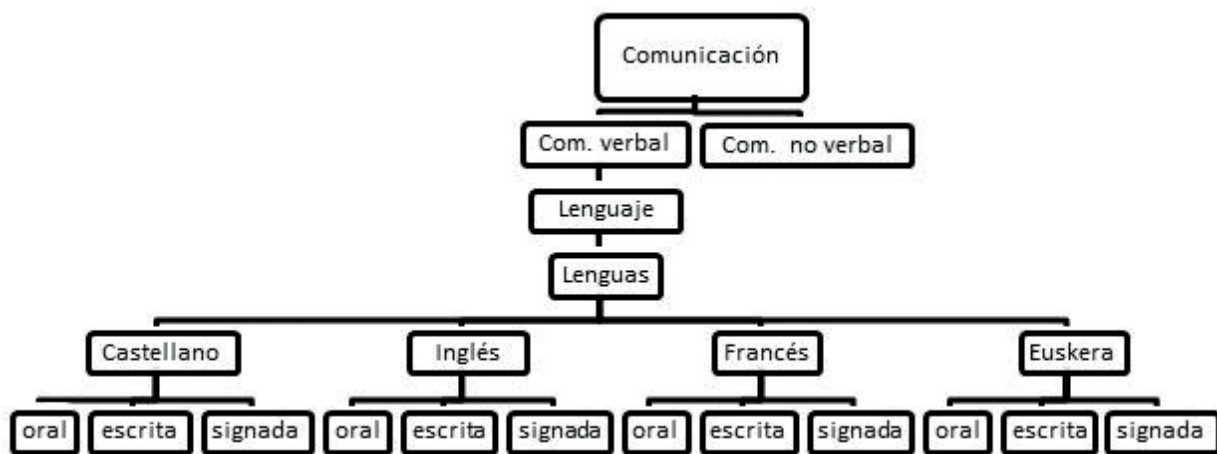 Comunicación
Com. verbal
Com. no verbal
Lenguaje
Lenguas
Castellano
Inglés
Francés
Euskera
oral
escrita
signada
oral
escrita
signada
oral
escrita
signada
oral
escrita
signada